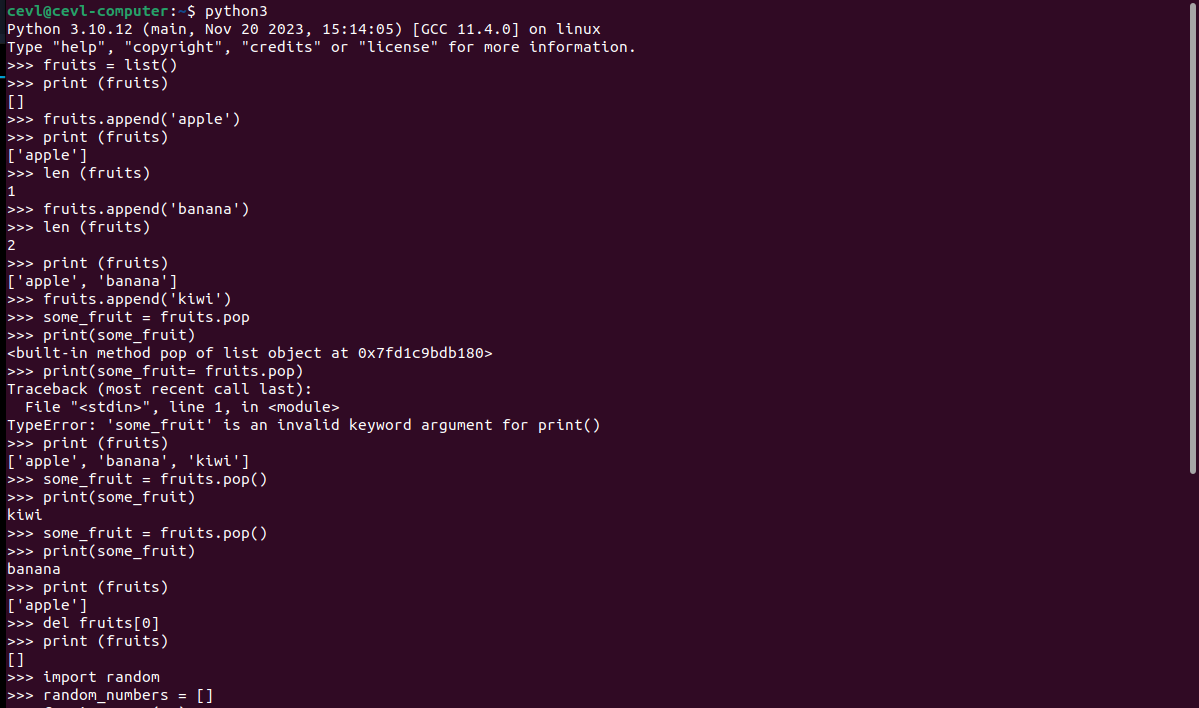 cevl@cevl-computer:~$ python3
Python 3.10.12 (main, Nov 20 2023, 15:14:05) [GCC 11.4.0] on linux
Type "help", "copyright", "credits" or "license" for more information.
>>> fruits = list()
>>> print (fruits)
[]
>>> fruits.append('apple')
>>> print (fruits)
['apple']
>>> len (fruits)
1
>>> fruits.append('banana')
>>> len (fruits)
2
>>> print (fruits)
['apple', 'banana']
>>> fruits.append('kiwi')
>>> some_fruit = fruits.pop
>>> print(some_fruit)
<built-in method pop of list object at 0x7fd1c9bdb180>
>>> print(some_fruit= fruits.pop)
Traceback (most recent call last):
  File "<stdin>", line 1, in <module>
TypeError: 'some_fruit' is an invalid keyword argument for print()
>>> print (fruits)
['apple', 'banana', 'kiwi']
>>> some_fruit = fruits.pop()
>>> print(some_fruit)
kiwi
>>> some_fruit = fruits.pop()
>>> print(some_fruit)
banana
>>> print (fruits)
['apple']
>>> del fruits[0]
>>> print (fruits)
[]
>>> import random
>>> random_numbers = []